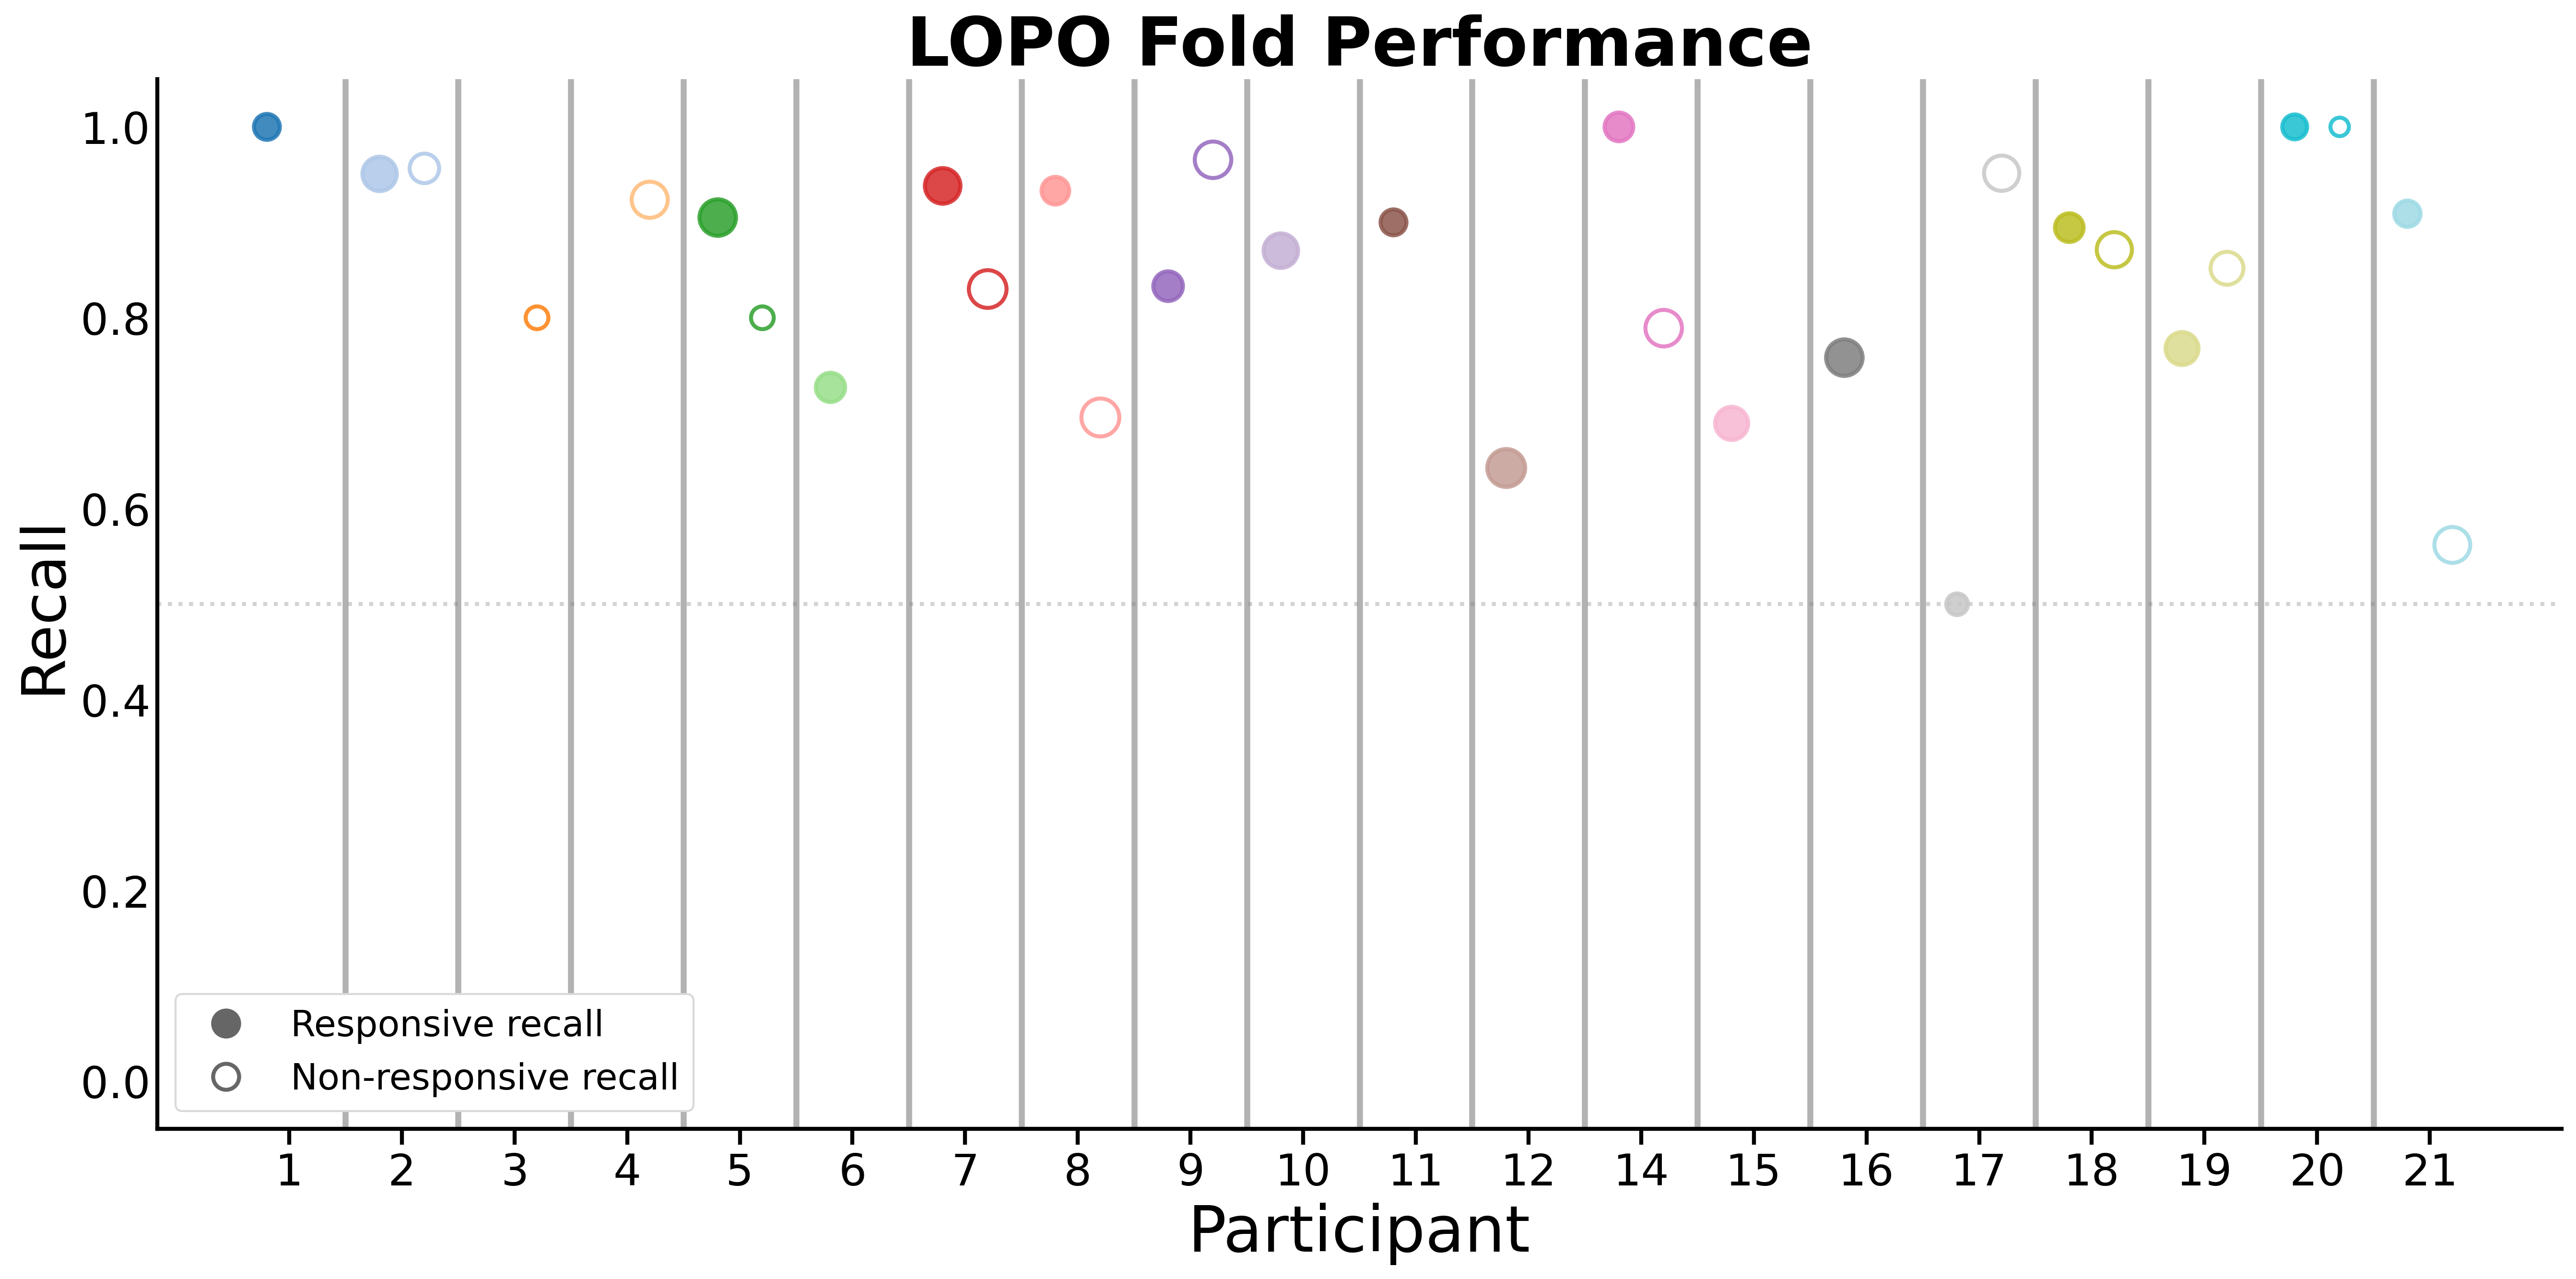 LOPO Fold Performance
1.0
0.8
0.6
0.4
0.2
0.0
Recall
Responsive recall
Non-responsive recall
1 2 3 4 5 6 7 8 9 10 11 12 14 15 16 17 18 19 20 21
Participant